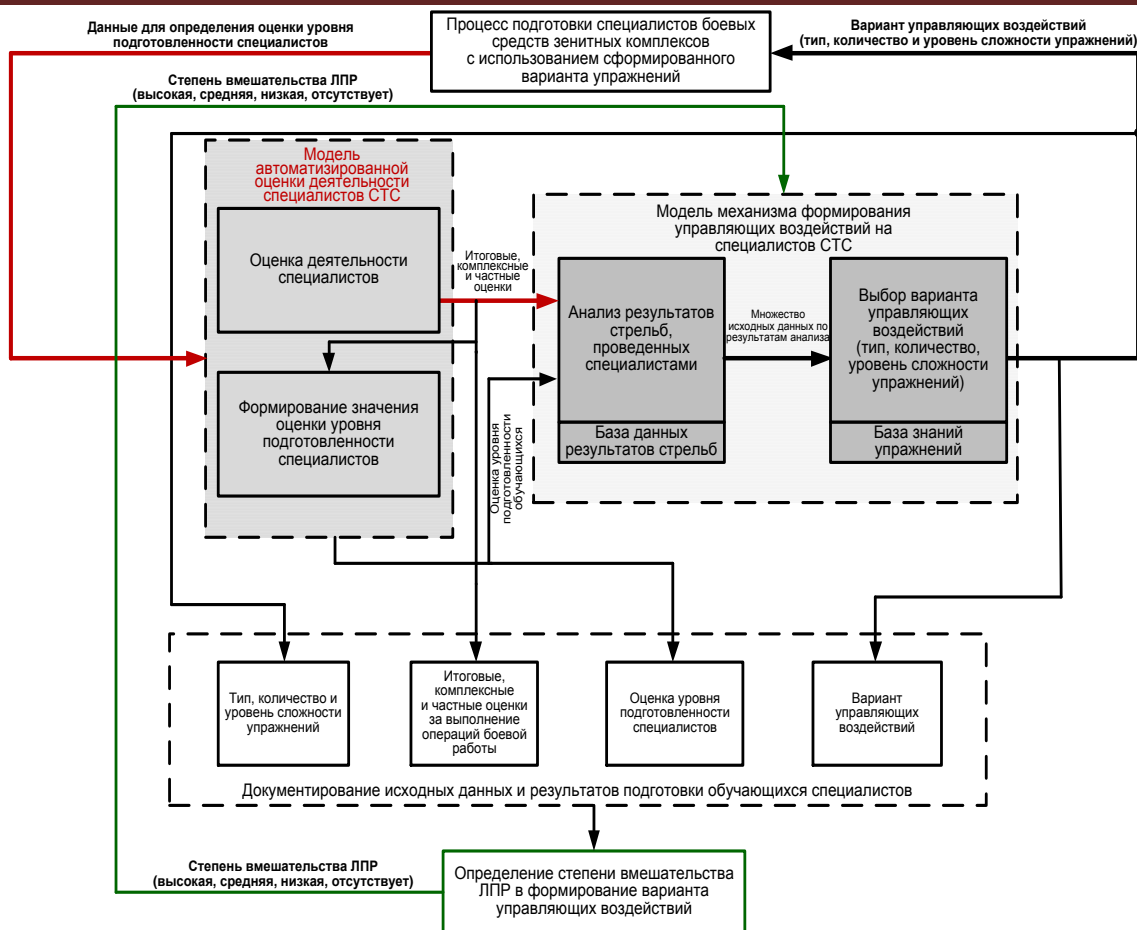 Данные для определения оценки уровня
подготовленности специалистов
Процесс подготовки специалистов боевых
средств зенитных комплексов
с использованием сформированного
варианта упражнений
Вариант управляющих воздействий
(тип, количество и уровень сложности упражнений)
Степень вмешательства ЛПР
(высокая, средняя, низкая, отсутствует)
Модель
автоматизированной
оценки деятельности
специалистов СТС
Оценка деятельности
специалистов
Формирование значения
оценки уровня
подготовленности
специалистов
Итоговые,
комплексные
и частные
оценки
Оценка уровня
подготовленности
обучающихся
Модель механизма формирования
управляющих воздействий на
специалистов СТС
Анализ результатов
стрельб,
проведенных
специалистами
База данных
результатов стрельб
Множество
исходных данных по
результатам анализа
Выбор варианта
управляющих
воздействий
(тип, количество,
уровень сложности
упражнений)
База знаний
упражнений
Тип, количество и
уровень сложности
упражнений
Итоговые,
комплексные
и частные оценки
за выполнение
операций боевой
работы
Оценка уровня
подготовленности
специалистов
Вариант
управляющих
воздействий
Документирование исходных данных и результатов подготовки обучающихся специалистов
Степень вмешательства ЛПР
(высокая, средняя, низкая, отсутствует)
Определение степени вмешательства
ЛПР в формирование варианта
управляющих воздействий